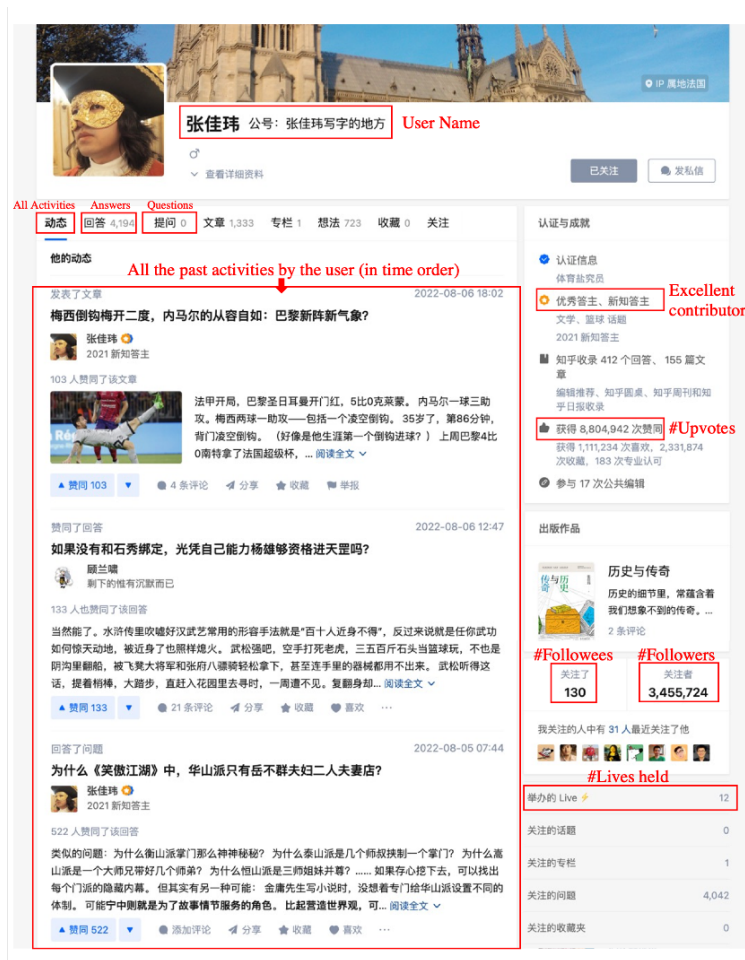 IP 属地法国
张佳玮 公号：张佳玮写字的地方
User Name
查看详细资料
已关注
发私信
All Activities
Answers
Questions
动态
回答 4,194
提问 0
文章 1,333
专栏 1
想法 723
收藏 0
关注
他的动态
All the past activities by the user (in time order)
发表了文章
2022-08-06 18:02
梅西倒钩梅开二度，内马尔的从容自如：巴黎新阵新气象？
张佳玮
2021 新知答主
103 人赞同了该文章
法甲开局，巴黎圣日耳曼开门红，5比0克莱蒙。 内马尔一球三助
攻。梅西两球一助攻——包括一个凌空倒钩。 35岁了，第86分钟，
背门凌空倒钩。 （好像是他生涯第一个倒钩进球？） 上周巴黎4比
0南特拿了法国超级杯，... 阅读全文
赞同 103
4 条评论
分享
收藏
举报
赞同了回答
2022-08-06 12:47
如果没有和石秀绑定，光凭自己能力杨雄够资格进天罡吗？
顾兰啸
剩下的惟有沉默而已
133 人也赞同了该回答
当然能了。水浒传里吹嘘好汉武艺常用的形容手法就是“百十人近身不得”，反过来说就是任你武功
如何惊天动地，被近身了也照样熄火。 武松强吧，空手打死老虎，三五百斤石头当篮球玩，不也是
阴沟里翻船，被飞凳大将军和张府八骠骑轻松拿下，甚至连手里的器械都用不出来。 武松听得这
话，提着梢棒，大踏步，直赶入花园里去寻时，一周遭不见。复翻身却... 阅读全文
赞同 133
21 条评论
分享
收藏
喜欢
回答了问题
2022-08-05 07:44
为什么《笑傲江湖》中，华山派只有岳不群夫妇二人夫妻店？
张佳玮
2021 新知答主
522 人赞同了该回答
类似的问题：为什么衡山派掌门那么神神秘秘？ 为什么泰山派是几个师叔挟制一个掌门？ 为什么嵩
山派是一个大师兄带好几个师弟？ 为什么恒山派是三师姐妹并尊？…… 如果存心挖下去，可以找出
每个门派的隐藏内幕。 但其实有另一种可能： 金庸先生写小说时，没想着专门给华山派设置不同的
体制。 可能宁中则就是为了故事情节服务的角色。 比起营造世界观，可... 阅读全文
赞同 522
添加评论
分享
收藏
喜欢
认证与成就
认证信息
体育盐究员
优秀答主、新知答主
Excellent
contributor
文学、篮球 话题
2021 新知答主
知乎收录 412 个回答、 155 篇文
章
编辑推荐、知乎圆桌、知乎周刊和知
乎日报收录
获得 8,804,942 次赞同
#Upvotes
获得 1,111,234 次喜欢，2,331,874
次收藏，183 次专业认可
参与 17 次公共编辑
出版作品
历史与传奇
历史的细节里，常蕴含着
我们想象不到的传奇。...
2 条评论
#Followees
#Followers
关注了
130
关注者
3,455,724
我关注的人中有 31 人最近关注了他
#Lives held
举办的 Live
12
关注的话题
0
关注的专栏
1
关注的问题
4,042
关注的收藏夹
0